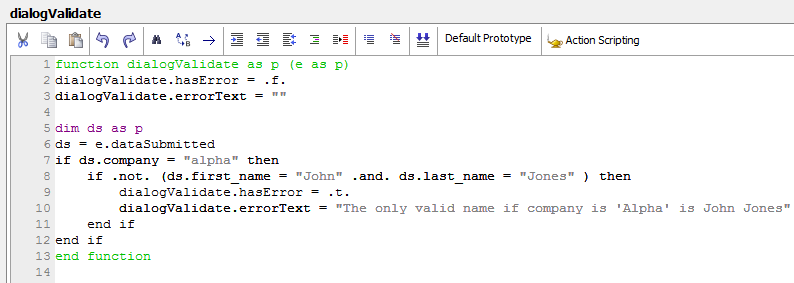 dialogValidate
Default Prototype Action Scripting
1 function dialogValidate as p (e as p)
2 dialogValidate.hasError = .f.
3 dialogValidate.errorText = ""
4
5 dim ds as p
6 ds = e.dataSubmitted
7 if ds.company = "alpha" then
8 if .not. (ds.first_name = "John" .and. ds.last_name = "Jones" ) then
9 dialogValidate.hasError = .t.
10 dialogValidate.errorText = "The only valid name if company is 'Alpha' is John Jones"
11 end if
12 end if
13 end function
14